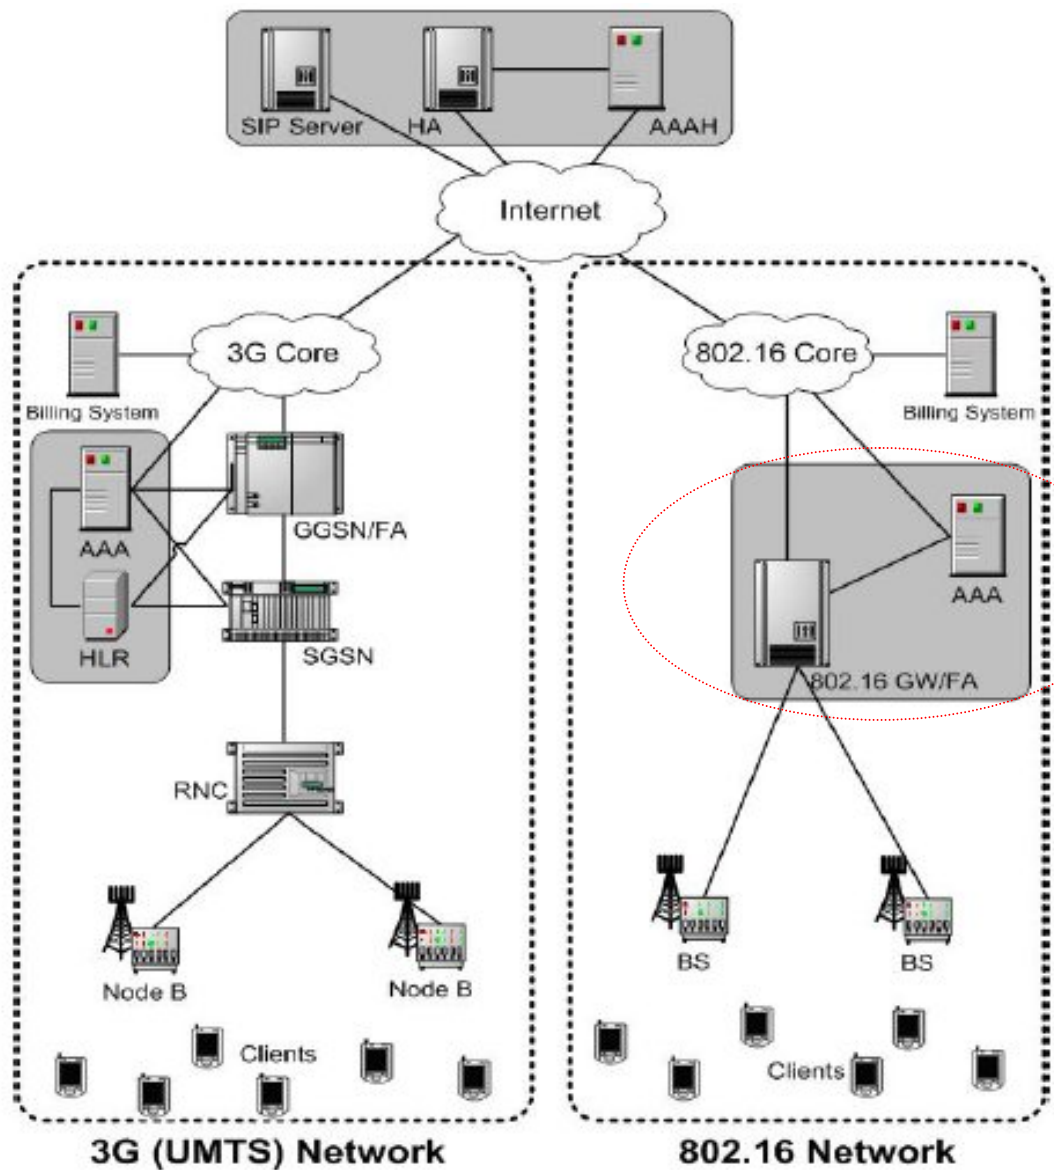 SIP Server
HA
AAAH
Internet
3G Core
Billing System
AAA
GGSN/FA
HLR
SGSN
RNC
Node B
Node B
Clients
3G (UMTS) Network
802.16 Core
Billing System
AAA
802.16 GW/FA
BS
BS
Clients
802.16 Network